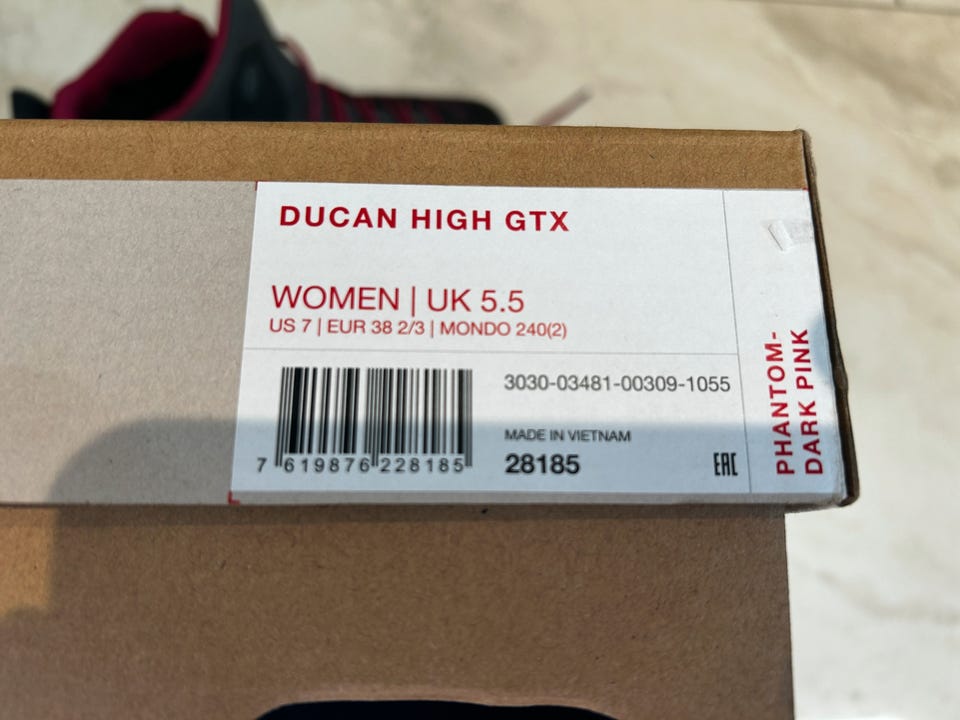 DUCAN HIGH GTX
WOMEN | UK 5.5
US 7 | EUR 38 2/3 | MONDO 240(2)
3030-03481-00309-1055
MADE IN VIETNAM
28185
EAC
7 619876 228185
PHANTOM-
DARK PINK